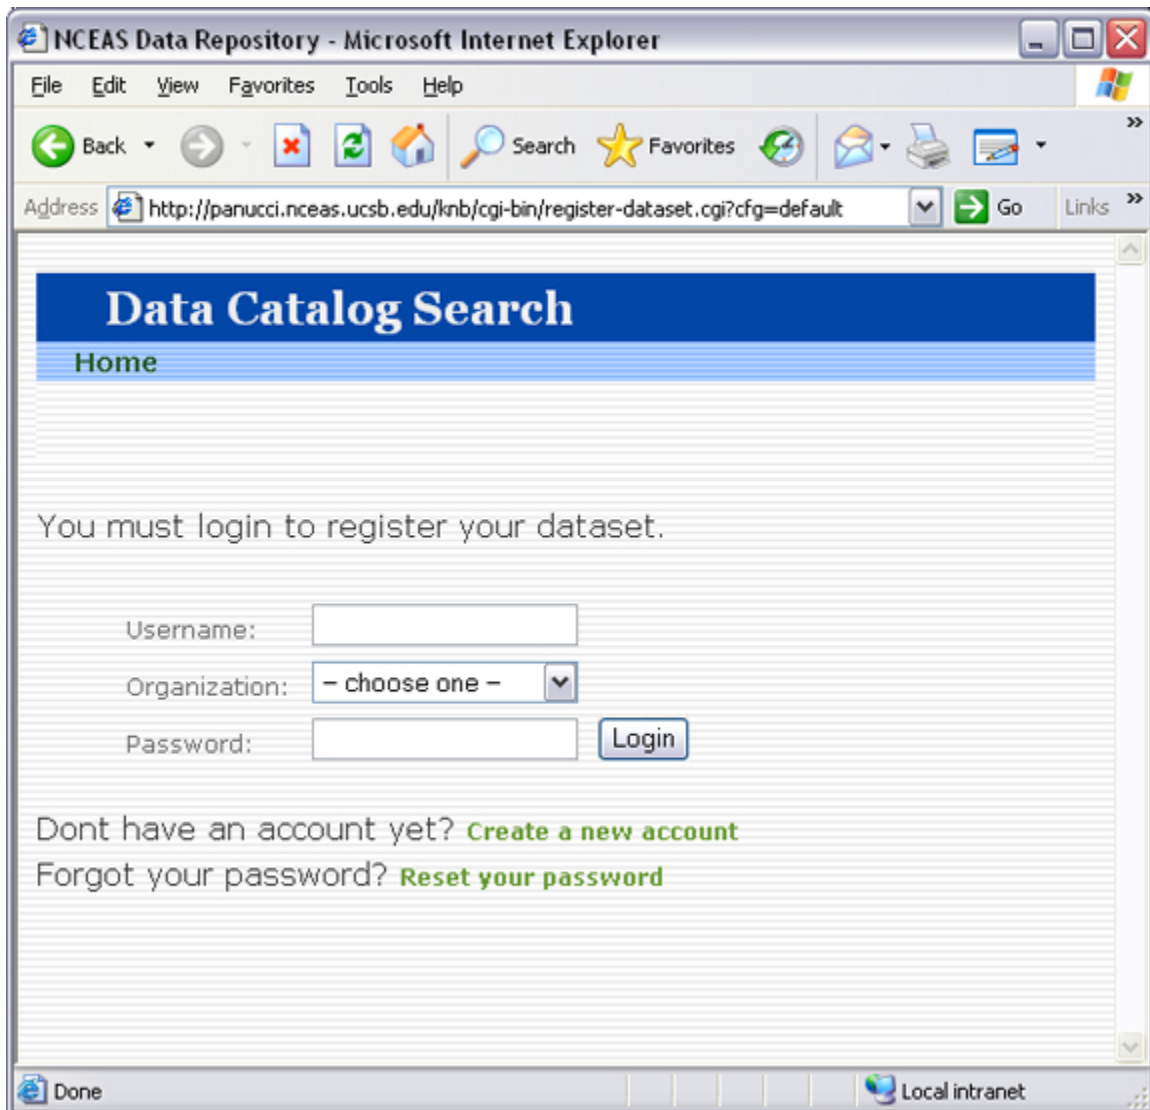 NCEAS Data Repository - Microsoft Internet Explorer
File Edit View Favorites Tools Help
Back Search Favorites »
Address http://panucci.nceas.ucsb.edu/knb/cgi-bin/register-dataset.cgi?cfg=default Go Links »
Data Catalog Search
Home
You must login to register your dataset.
Username:
Organization: – choose one –
Password: Login
Dont have an account yet? Create a new account
Forgot your password? Reset your password
Done Local intranet